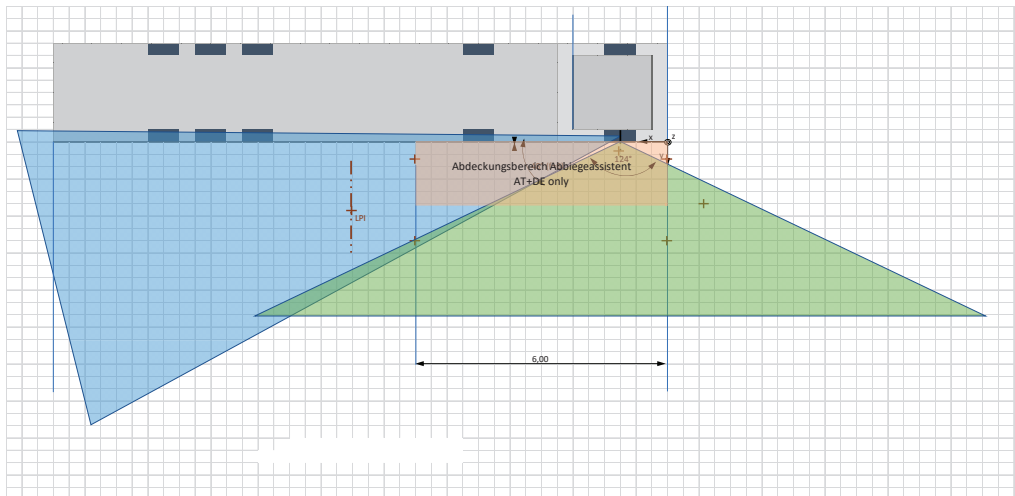 x
z
y
124°
Abdeckungsbereich Abbiegeassistent
AT+DE only
LPI
6,00